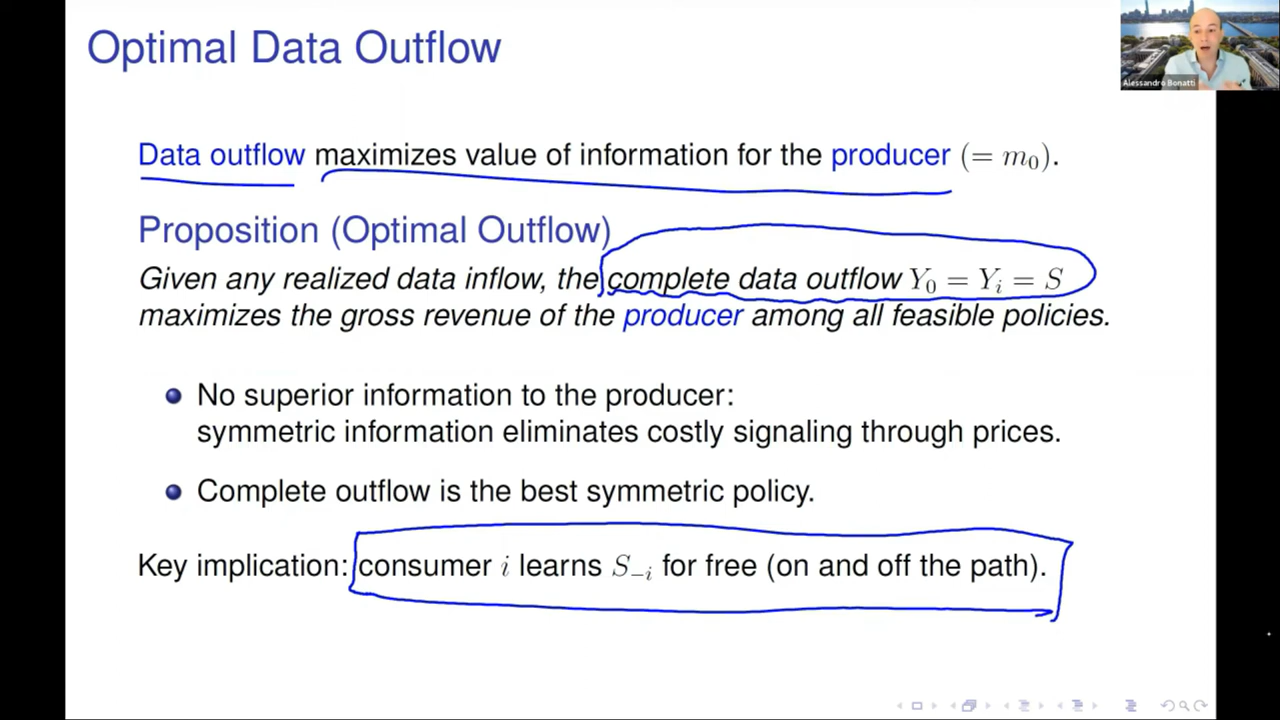 Optimal Data Outflow
Alessandro Bonatti
Data outflow maximizes value of information for the producer (= m₀).
Proposition (Optimal Outflow)
Given any realized data inflow, the complete data outflow Y₀ = Yᵢ = S
maximizes the gross revenue of the producer among all feasible policies.
No superior information to the producer:
symmetric information eliminates costly signaling through prices.
Complete outflow is the best symmetric policy.
Key implication: consumer i learns S₋ᵢ for free (on and off the path).